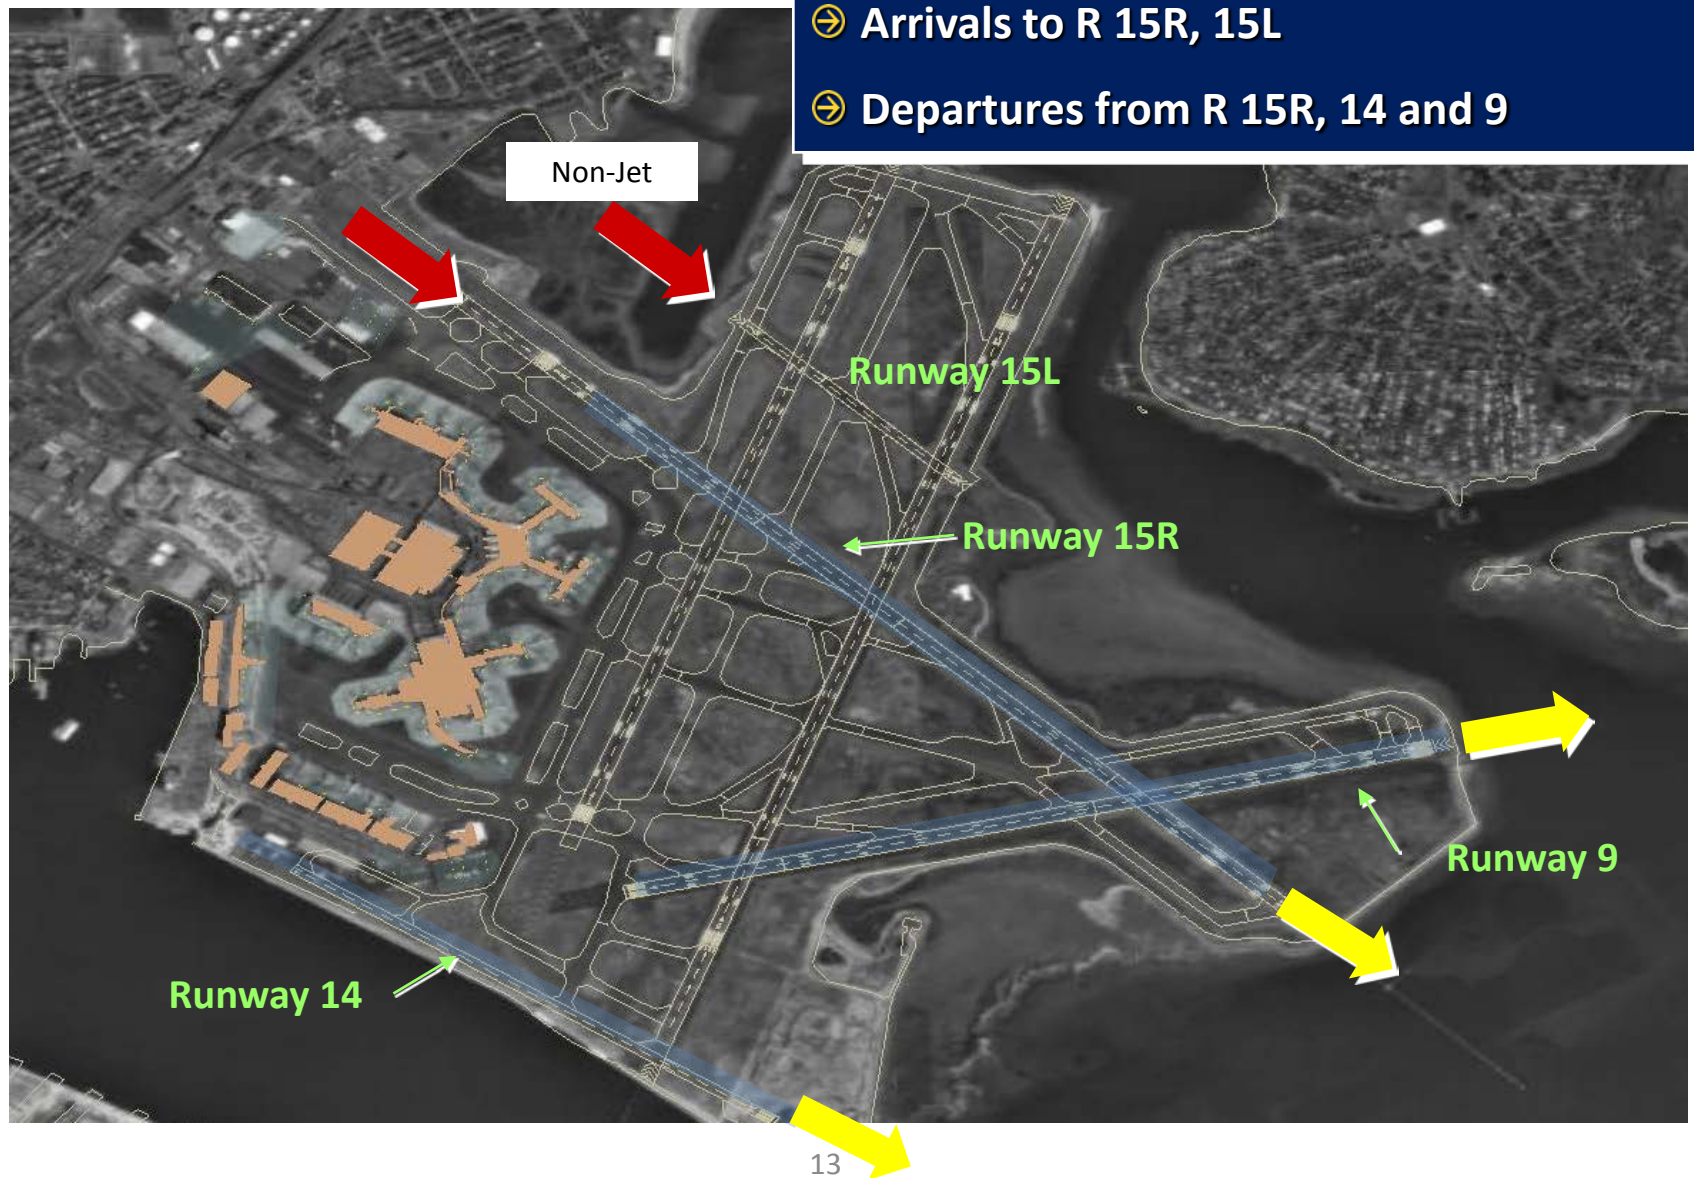 Arrivals to R 15R, 15L
Departures from R 15R, 14 and 9
Non-Jet
Runway 15L
Runway 15R
Runway 9
Runway 14
13